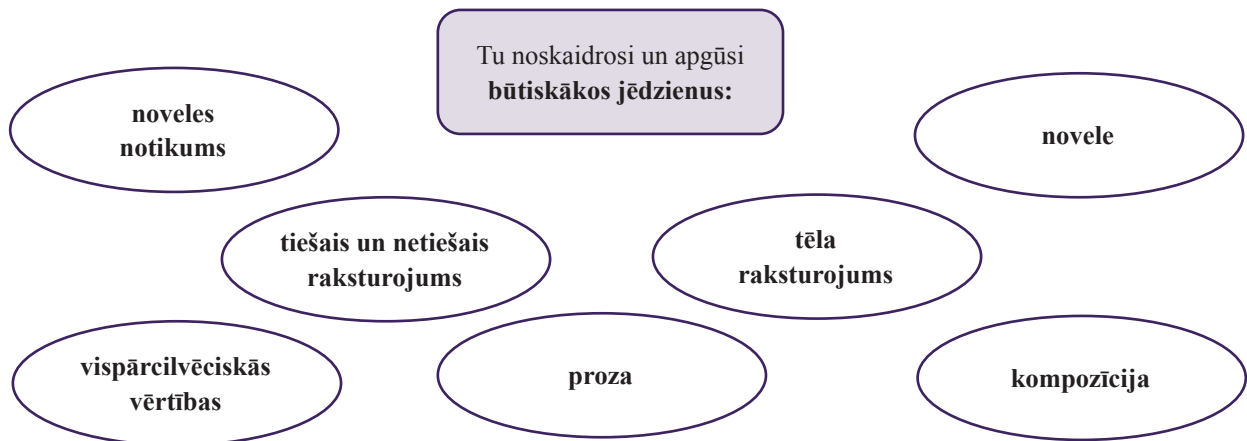 Tu noskaidrosi un apgūsi
būtiskākos jēdzienus:
noveles
notikums
novele
tiešais un netiešais
raksturojums
tēla
raksturojums
vispārcilvēciskās
vērtības
proza
kompozīcija